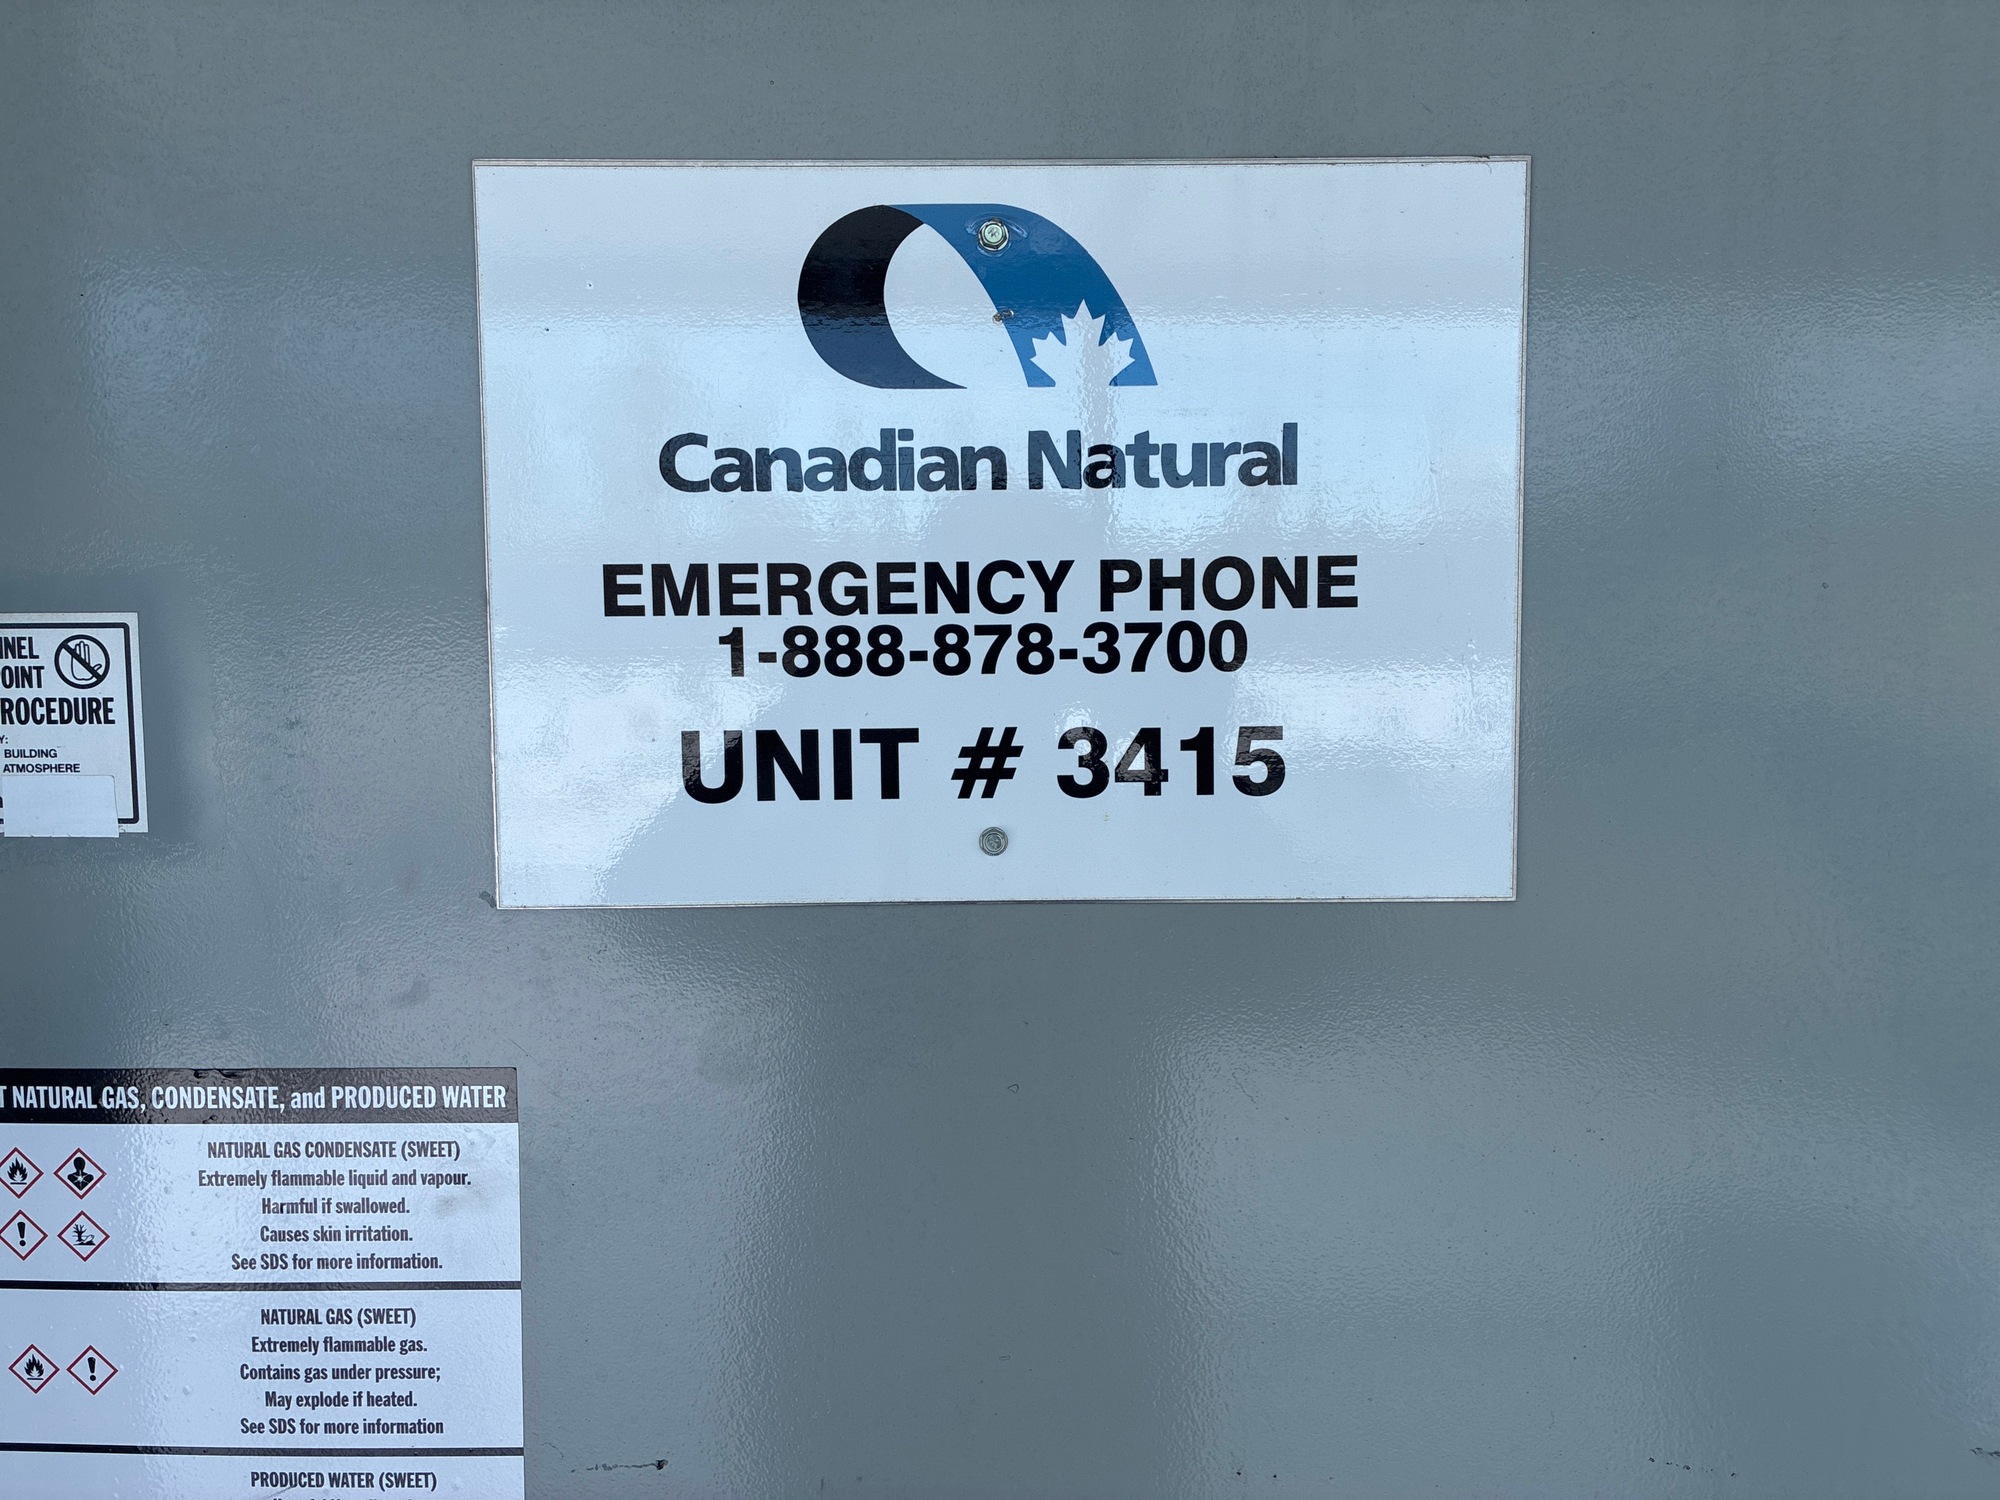 Canadian Natural
EMERGENCY PHONE
1-888-878-3700
UNIT # 3415
ROCEDURE
BUILDING
ATMOSPHERE
NATURAL GAS, CONDENSATE, and PRODUCED WATER
NATURAL GAS CONDENSATE (SWEET)
Extremely flammable liquid and vapour.
Harmful if swallowed.
Causes skin irritation.
See SDS for more information.
NATURAL GAS (SWEET)
Extremely flammable gas.
Contains gas under pressure;
May explode if heated.
See SDS for more information
PRODUCED WATER (SWEET)